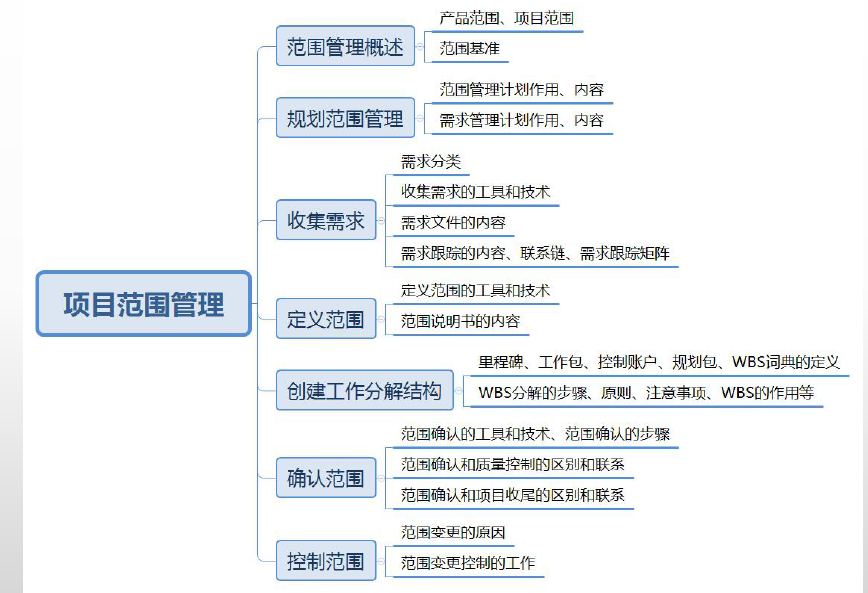 项目范围管理
范围管理概述
产品范围、项目范围
范围基准
规划范围管理
范围管理计划作用、内容
需求管理计划作用、内容
收集需求
需求分类
收集需求的工具和技术
需求文件的内容
需求跟踪的内容、联系链、需求跟踪矩阵
定义范围
定义范围的工具和技术
范围说明书的内容
创建工作分解结构
里程碑、工作包、控制账户、规划包、WBS词典的定义
WBS分解的步骤、原则、注意事项、WBS的作用等
确认范围
范围确认的工具和技术、范围确认的步骤
范围确认和质量控制的区别和联系
范围确认和项目收尾的区别和联系
控制范围
范围变更的原因
范围变更控制的工作